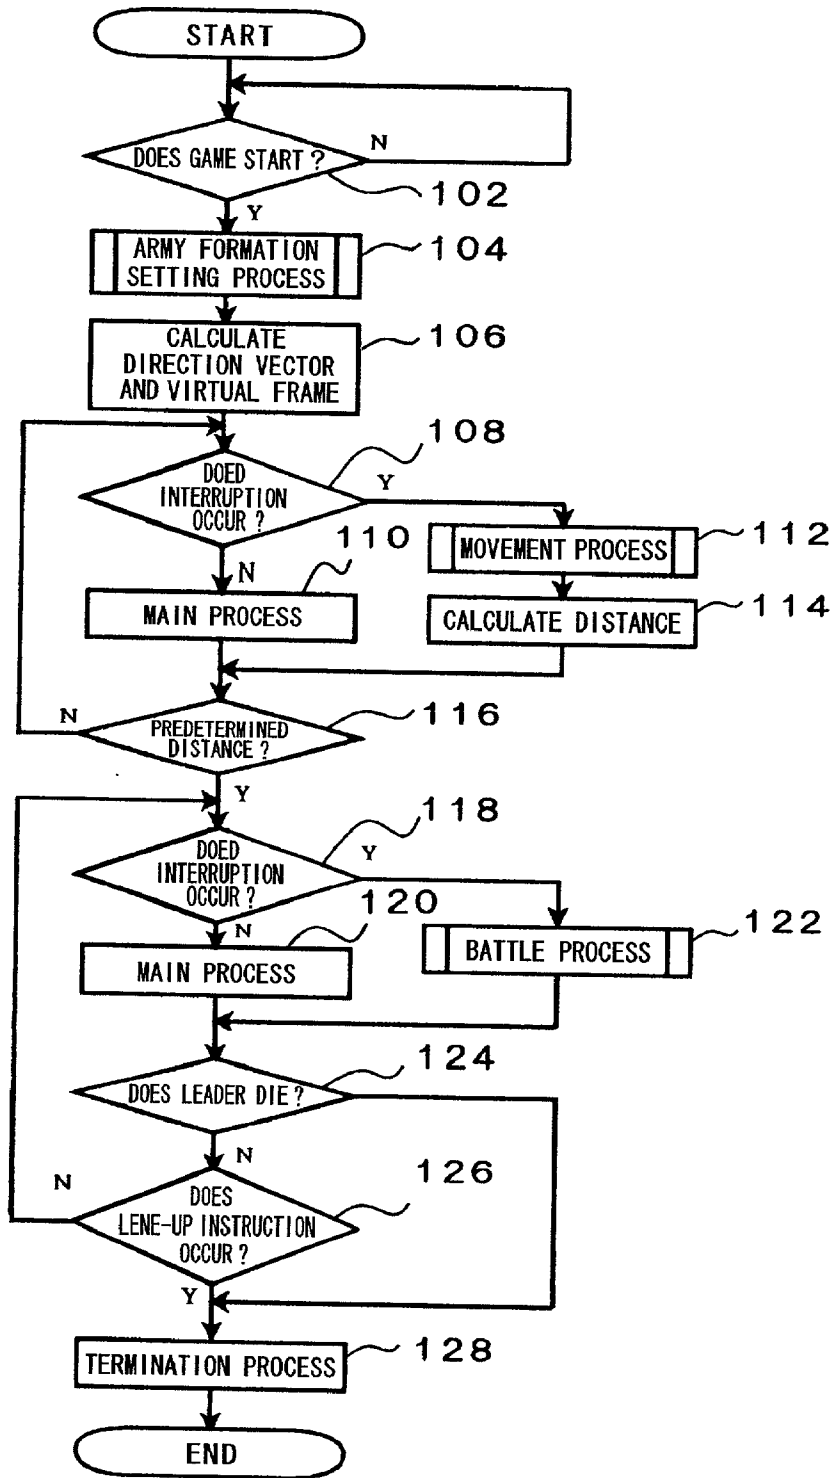 START
DOES GAME START ?
N
102
Y
ARMY FORMATION
SETTING PROCESS
104
CALCULATE
DIRECTION VECTOR
AND VIRTUAL FRAME
106
108
DOED
INTERRUPTION
OCCUR ?
Y
110
N
MOVEMENT PROCESS
112
MAIN PROCESS
CALCULATE DISTANCE
114
N
PREDETERMINED
DISTANCE ?
116
Y
118
DOED
INTERRUPTION
OCCUR ?
Y
120
N
MAIN PROCESS
BATTLE PROCESS
122
124
DOES LEADER DIE ?
N
126
N
DOES
LENE-UP INSTRUCTION
OCCUR ?
Y
TERMINATION PROCESS
128
END